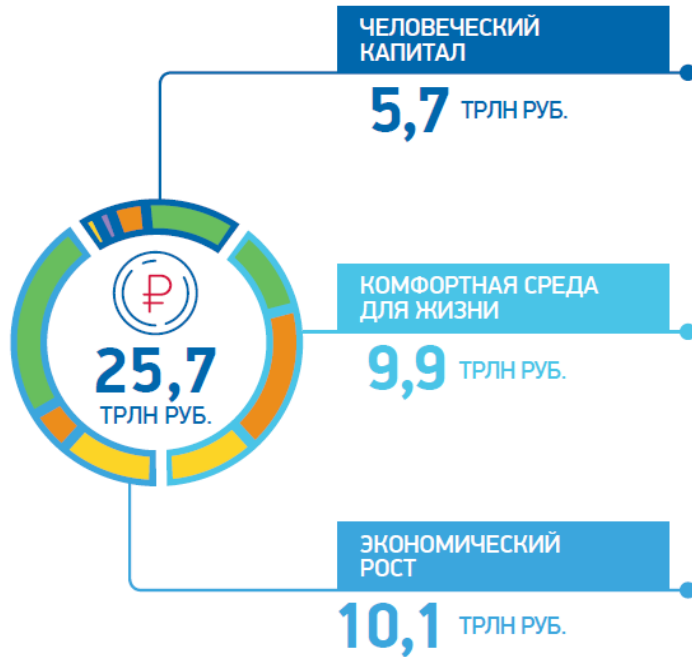 ЧЕЛОВЕЧЕСКИЙ
КАПИТАЛ
5,7 ТРЛН РУБ.
КОМФОРТНАЯ СРЕДА
ДЛЯ ЖИЗНИ
9,9 ТРЛН РУБ.
₽
25,7
ТРЛН РУБ.
ЭКОНОМИЧЕСКИЙ
РОСТ
10,1 ТРЛН РУБ.